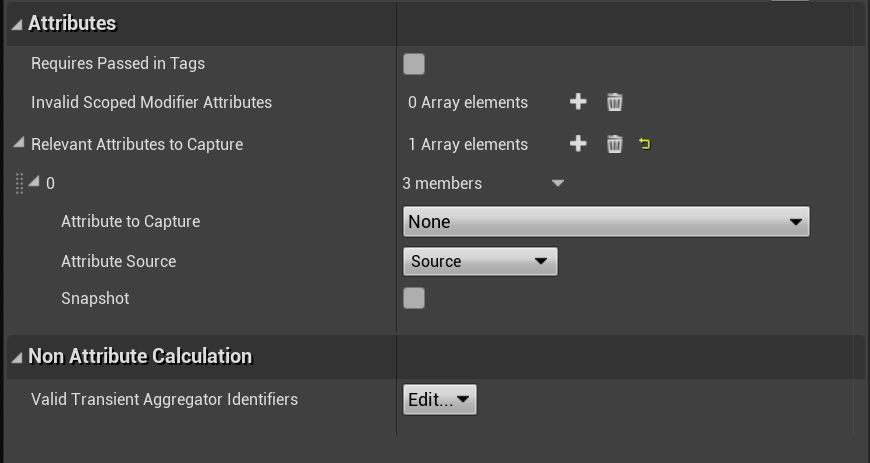 Attributes
Requires Passed in Tags
Invalid Scoped Modifier Attributes 0 Array elements
Relevant Attributes to Capture 1 Array elements
0 3 members
Attribute to Capture None
Attribute Source Source
Snapshot
Non Attribute Calculation
Valid Transient Aggregator Identifiers Edit...